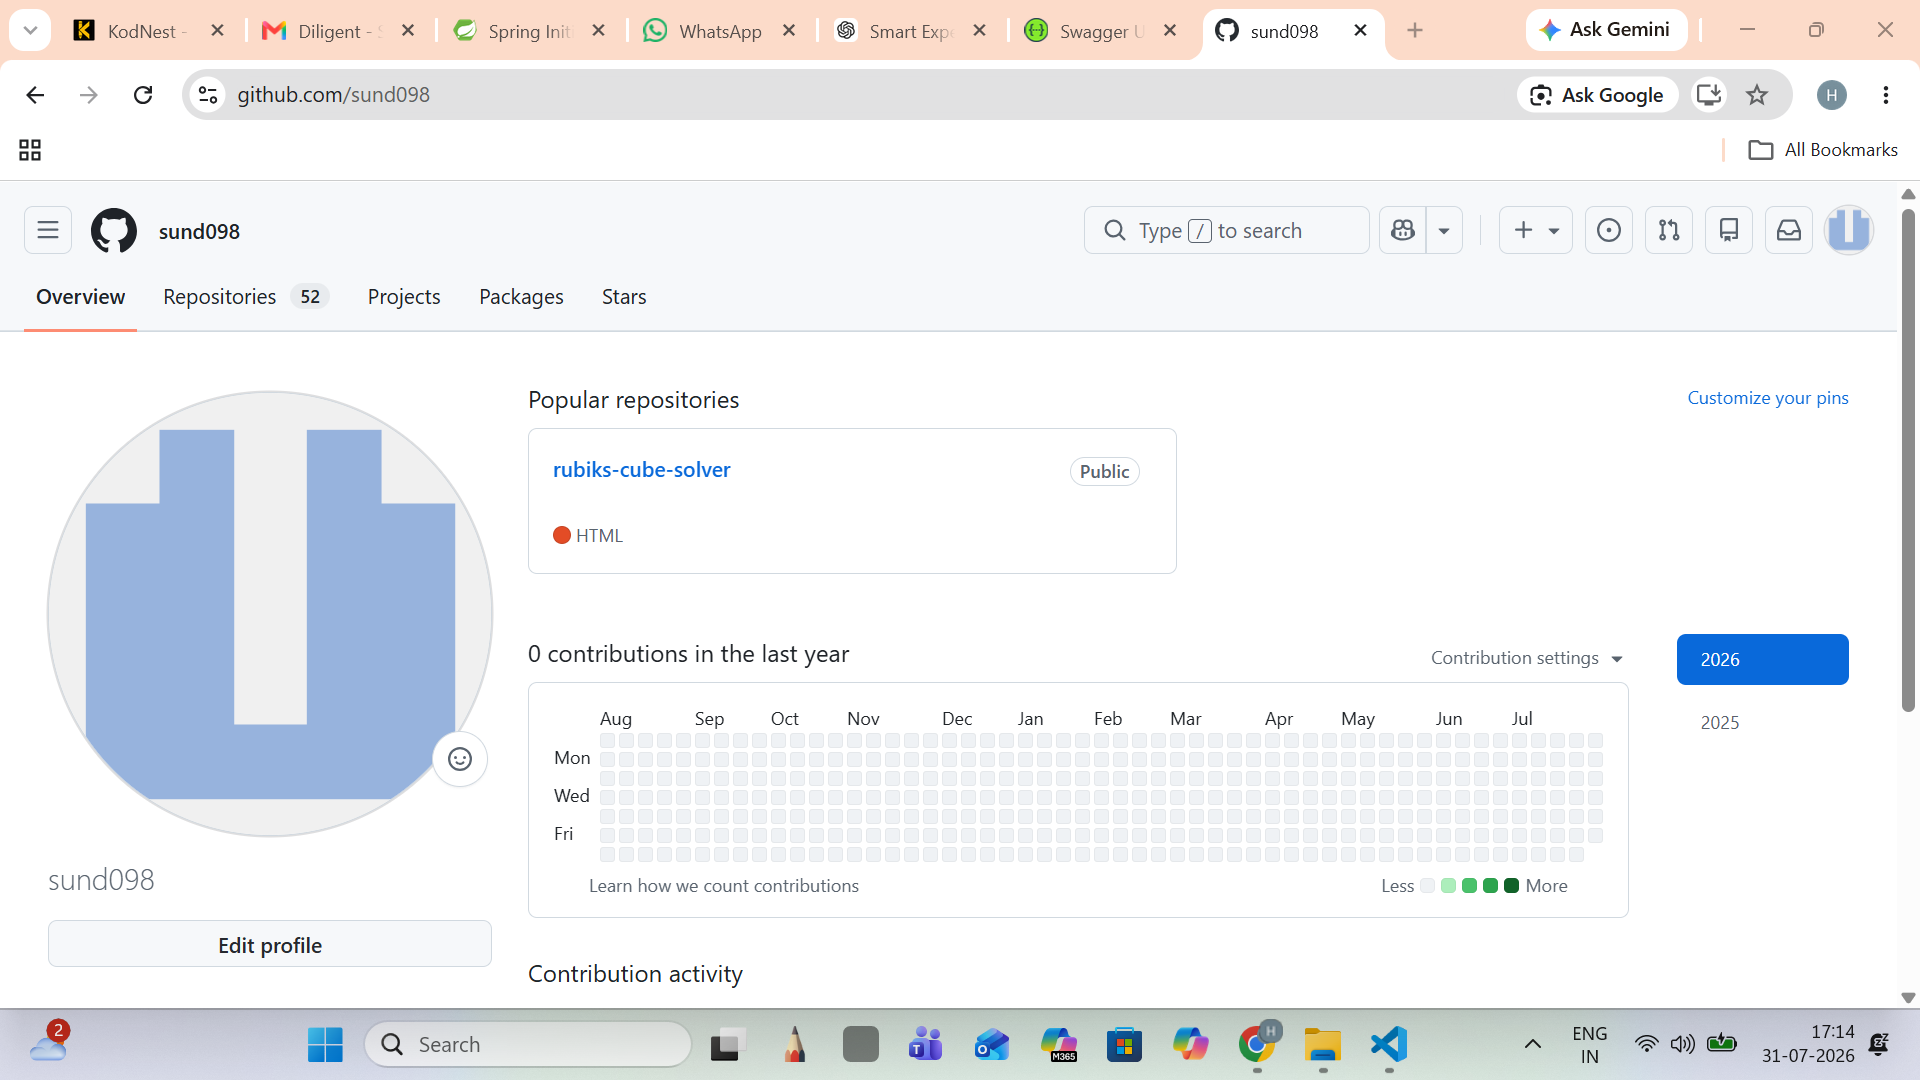 KodNest -
Diligent - S
Spring Init
WhatsApp
Smart Expe
Swagger U
sund098
Ask Gemini
github.com/sund098
Ask Google
H
All Bookmarks
sund098
Type / to search
Overview
Repositories 52
Projects
Packages
Stars
Popular repositories
Customize your pins
rubiks-cube-solver
Public
HTML
0 contributions in the last year
Contribution settings
2026
2025
Aug Sep Oct Nov Dec Jan Feb Mar Apr May Jun Jul
Mon
Wed
Fri
Learn how we count contributions
Less
More
sund098
Edit profile
Contribution activity
2
Search
M365
H
ENG
IN
17:14
31-07-2026